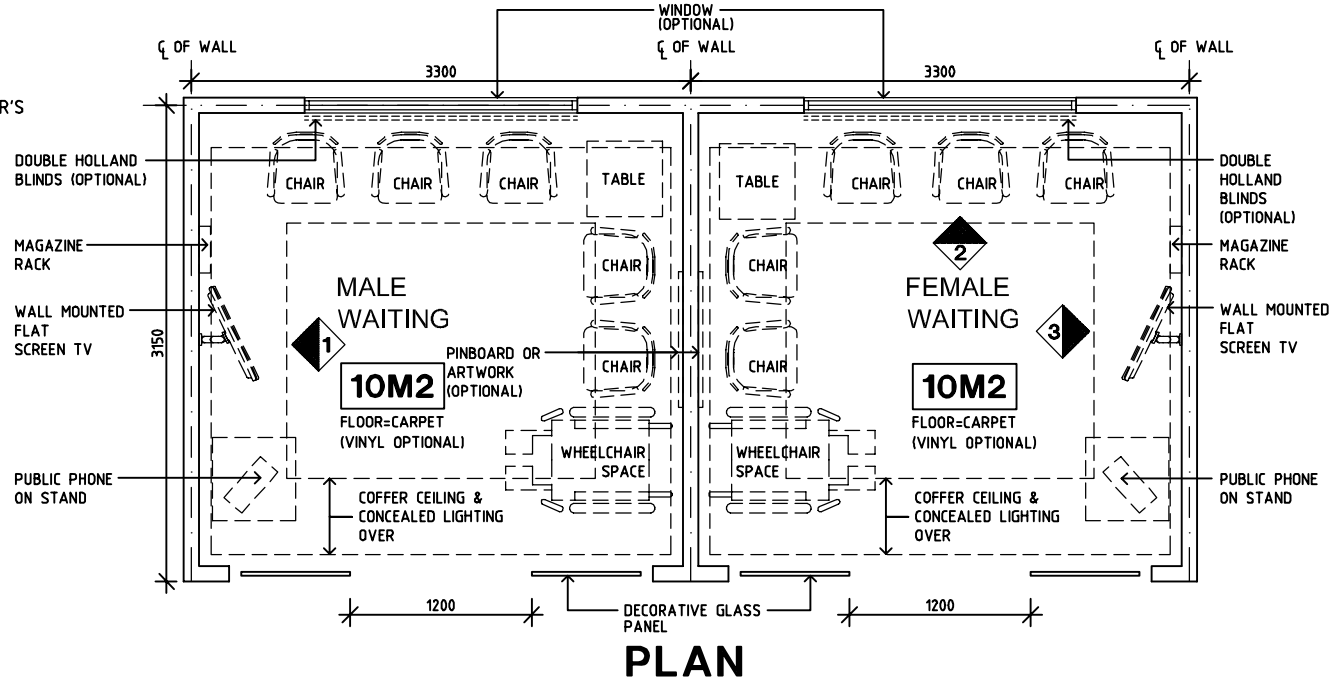 WINDOW
(OPTIONAL)
℄ OF WALL
℄ OF WALL
℄ OF WALL
3300
3300
R'S
DOUBLE HOLLAND
BLINDS (OPTIONAL)
CHAIR
CHAIR
CHAIR
TABLE
TABLE
CHAIR
CHAIR
CHAIR
DOUBLE
HOLLAND
BLINDS
(OPTIONAL)
MAGAZINE
RACK
CHAIR
CHAIR
2
MAGAZINE
RACK
MALE
WAITING
FEMALE
WAITING
WALL MOUNTED
FLAT
SCREEN TV
3150
1
PINBOARD OR
ARTWORK
(OPTIONAL)
CHAIR
CHAIR
3
WALL MOUNTED
FLAT
SCREEN TV
10M2
FLOOR=CARPET
(VINYL OPTIONAL)
10M2
FLOOR=CARPET
(VINYL OPTIONAL)
WHEELCHAIR
SPACE
WHEELCHAIR
SPACE
PUBLIC PHONE
ON STAND
COFFER CEILING &
CONCEALED LIGHTING
OVER
COFFER CEILING &
CONCEALED LIGHTING
OVER
PUBLIC PHONE
ON STAND
1200
DECORATIVE GLASS
PANEL
1200
PLAN